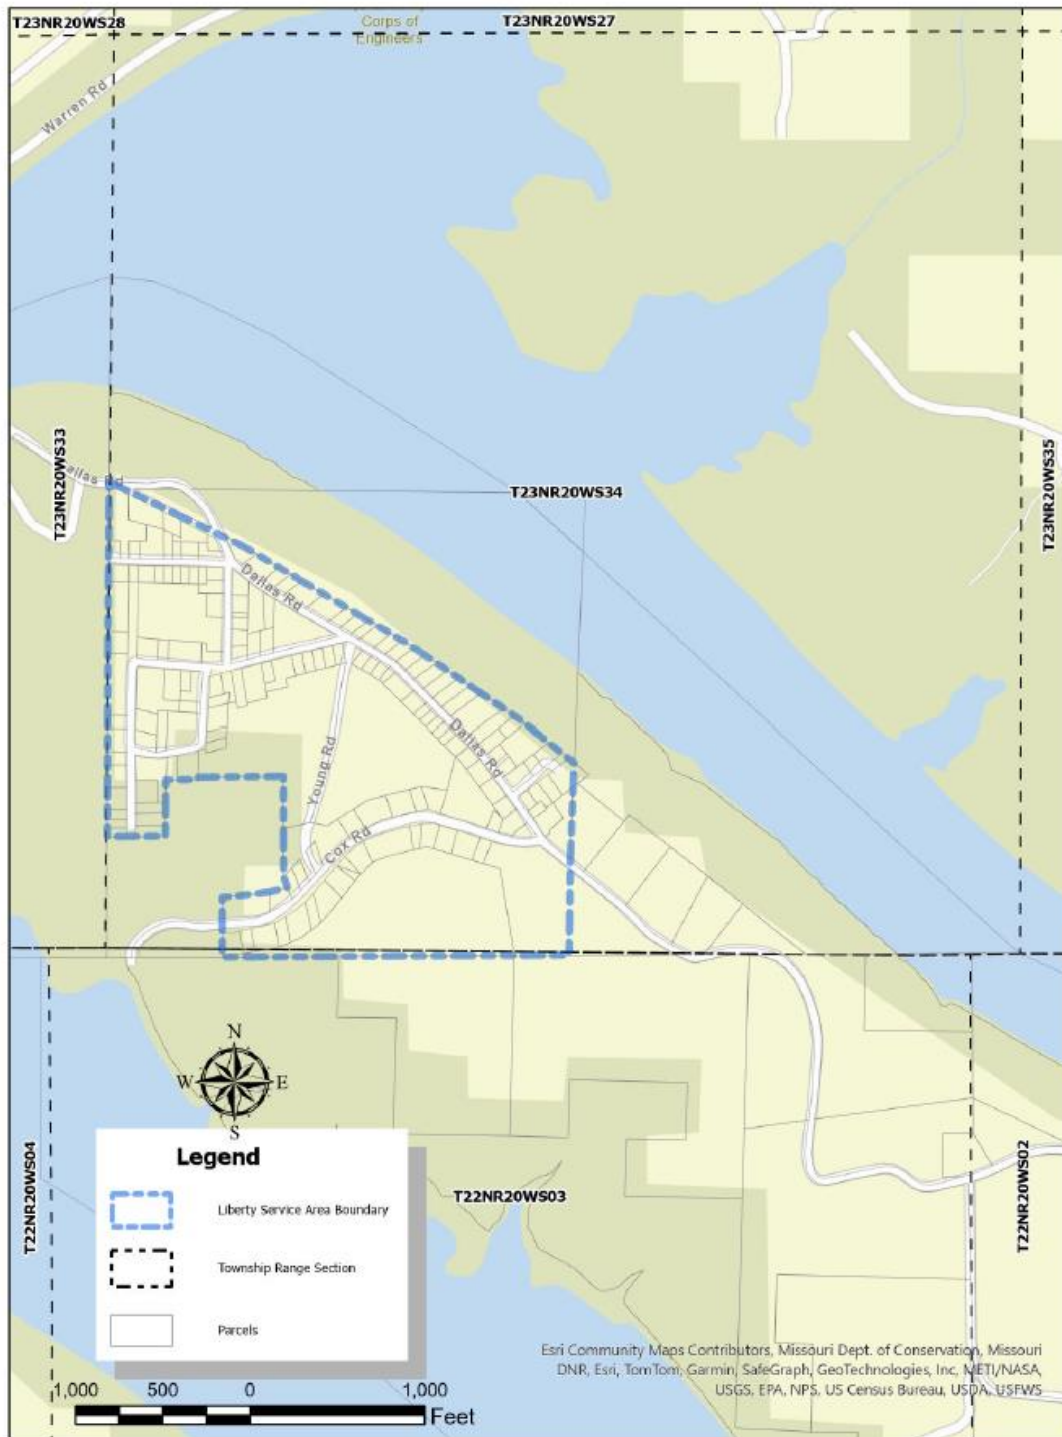 T23NR20WS28
Corps of
Engineers
T23NR20WS27
Warren Rd
T23NR20WS33
allas Rd
T23NR20WS34
T23NR20WS35
Dallas Rd
Dallas Rd
Young Rd
Cox Rd
N
W E
S
T22NR20WS04
Legend
Liberty Service Area Boundary
Township Range Section
Parcels
T22NR20WS03
T22NR20WS02
Esri Community Maps Contributors, Missouri Dept. of Conservation, Missouri
DNR, Esri, TomTom, Garmin, SafeGraph, GeoTechnologies, Inc, METI/NASA,
USGS, EPA, NPS, US Census Bureau, USDA, USFWS
1,000 500 0 1,000
Feet